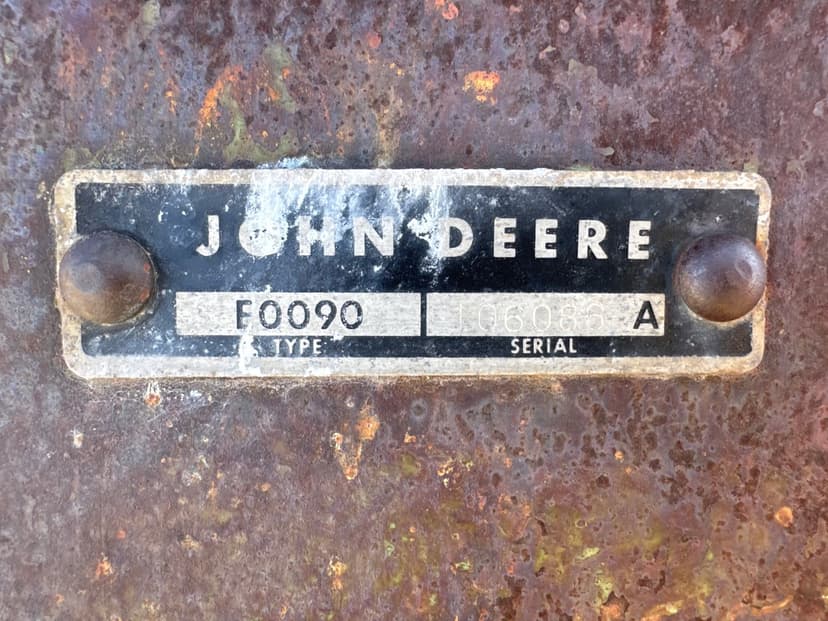 JOHN DEERE
F0090 106086 A
TYPE SERIAL